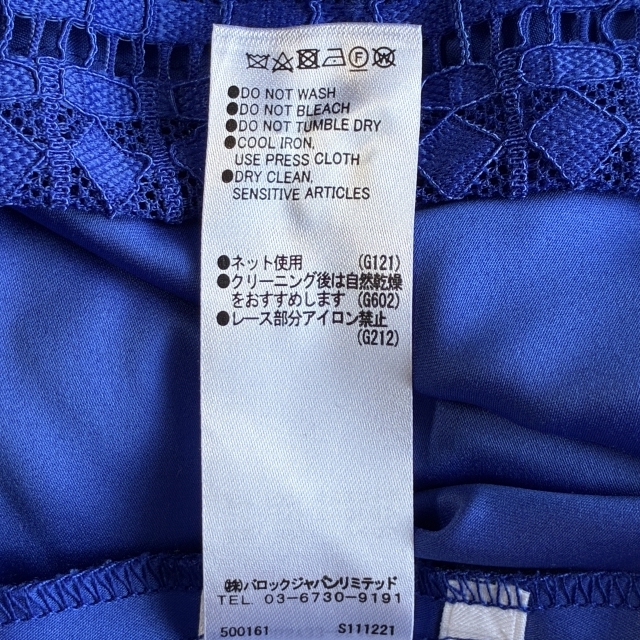 ●DO NOT WASH
●DO NOT BLEACH
●DO NOT TUMBLE DRY
●COOL IRON,
USE PRESS CLOTH
●DRY CLEAN,
SENSITIVE ARTICLES
●ネット使用 (G121)
●クリーニング後は自然乾燥
をおすすめします (G602)
●レース部分アイロン禁止
(G212)
㈱バロックジャパンリミテッド
TEL 03-6730-9191
500161 S111221